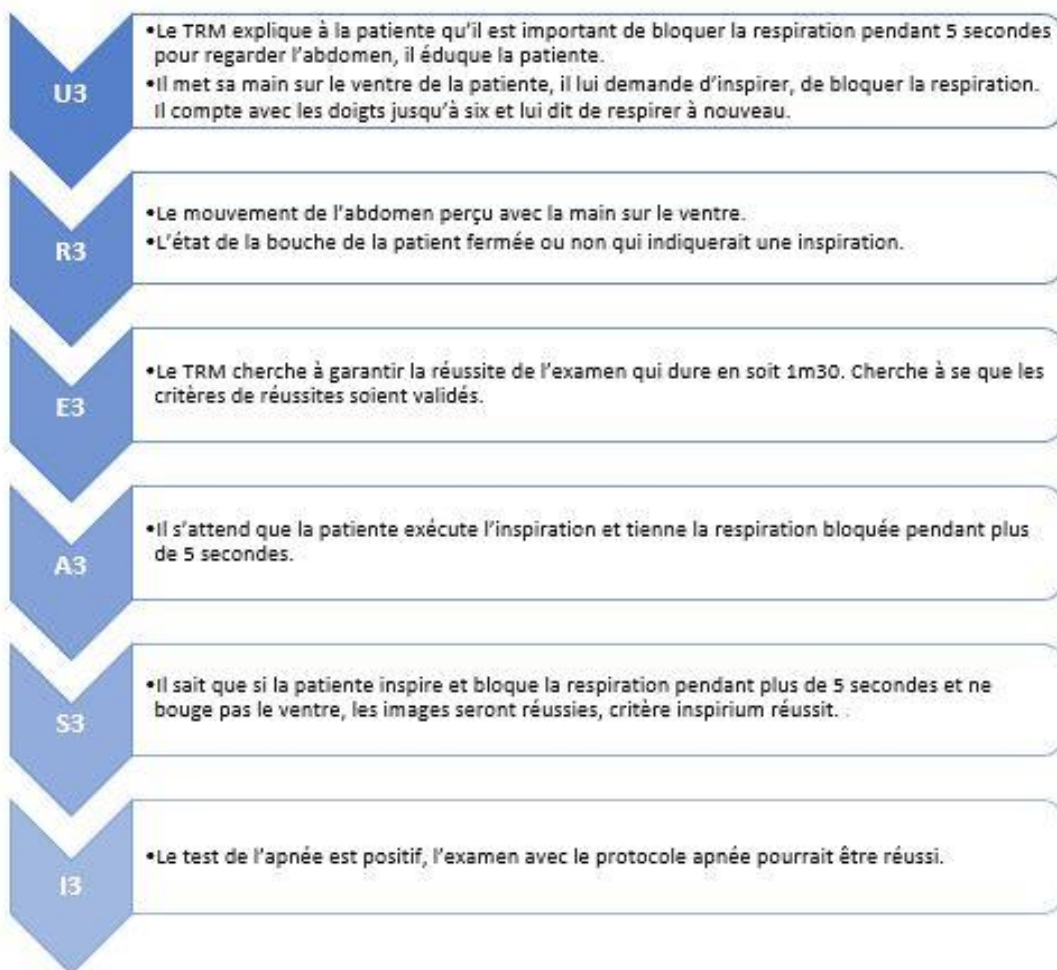 U3
•Le TRM explique à la patiente qu'il est important de bloquer la respiration pendant 5 secondes
pour regarder l'abdomen, il éduque la patiente.
•Il met sa main sur le ventre de la patiente, il lui demande d'inspirer, de bloquer la respiration.
Il compte avec les doigts jusqu'à six et lui dit de respirer à nouveau.
R3
•Le mouvement de l'abdomen perçu avec la main sur le ventre.
•L'état de la bouche de la patient fermée ou non qui indiquerait une inspiration.
E3
•Le TRM cherche à garantir la réussite de l'examen qui dure en soit 1m30. Cherche à se que les
critères de réussites soient validés.
A3
•Il s'attend que la patiente exécute l'inspiration et tienne la respiration bloquée pendant plus
de 5 secondes.
S3
•Il sait que si la patiente inspire et bloque la respiration pendant plus de 5 secondes et ne
bouge pas le ventre, les images seront réussies, critère inspirium réussit.
I3
•Le test de l'apnée est positif, l'examen avec le protocole apnée pourrait être réussi.